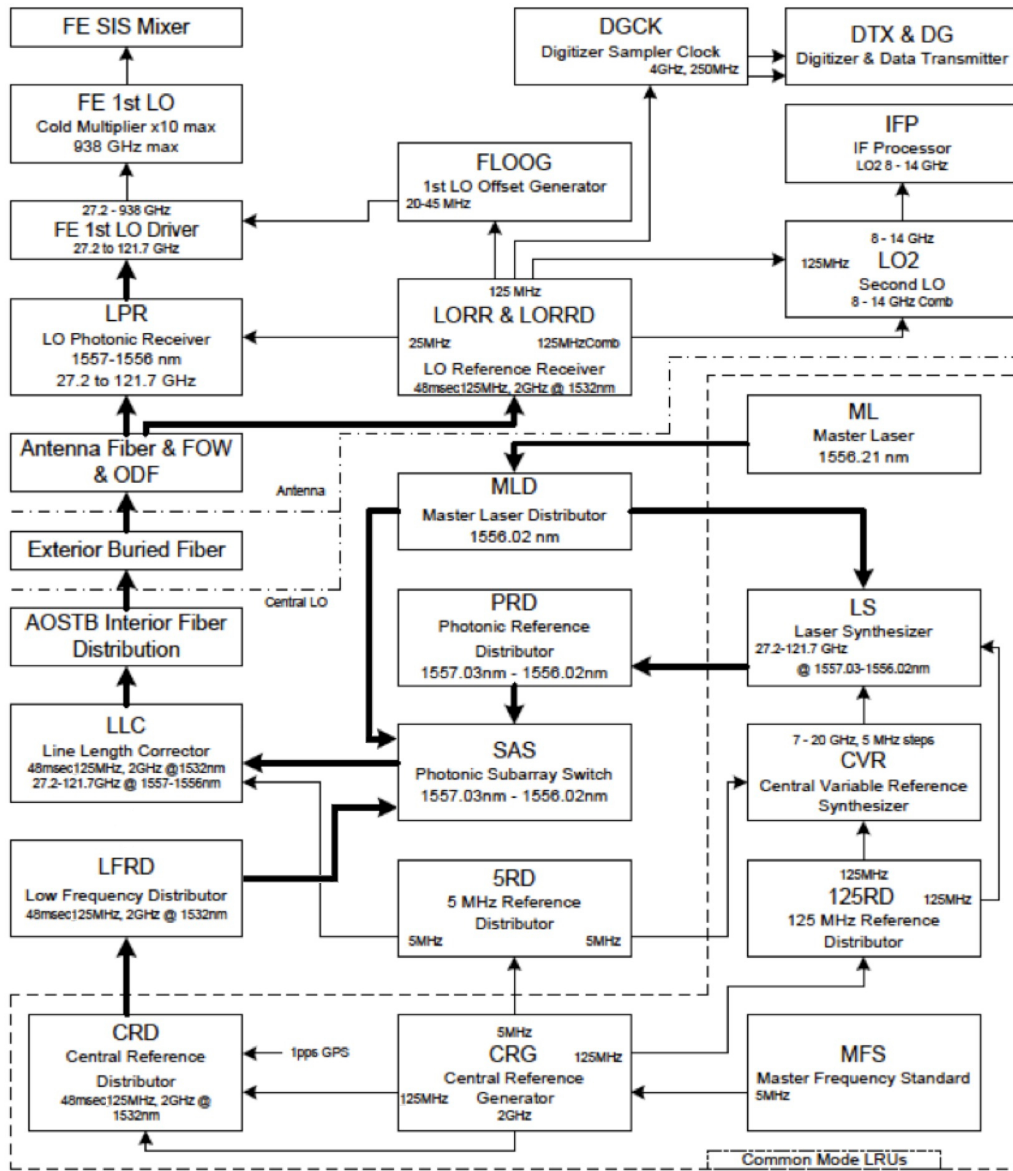 FE SIS Mixer
DGCK
Digitizer Sampler Clock
4GHz, 250MHz
DTX & DG
Digitizer & Data Transmitter
FE 1st LO
Cold Multiplier x10 max
938 GHz max
IFP
IF Processor
LO2 8 - 14 GHz
FLOOG
1st LO Offset Generator
20-45 MHz
27.2 - 938 GHz
FE 1st LO Driver
27.2 to 121.7 GHz
8 - 14 GHz
125MHz
LO2
Second LO
8 - 14 GHz Comb
LPR
LO Photonic Receiver
1557-1556 nm
27.2 to 121.7 GHz
125 MHz
LORR & LORRD
25MHz
125MHzComb
LO Reference Receiver
48msec125MHz, 2GHz @ 1532nm
ML
Master Laser
1556.21 nm
Antenna Fiber & FOW
& ODF
Antenna
MLD
Master Laser Distributor
1556.02 nm
Exterior Buried Fiber
Central LO
AOSTB Interior Fiber
Distribution
PRD
Photonic Reference
Distributor
1557.03nm - 1556.02nm
LS
Laser Synthesizer
27.2-121.7 GHz
@ 1557.03-1556.02nm
LLC
Line Length Corrector
48msec125MHz, 2GHz @1532nm
27.2-121.7GHz @ 1557-1556nm
SAS
Photonic Subarray Switch
1557.03nm - 1556.02nm
7 - 20 GHz, 5 MHz steps
CVR
Central Variable Reference
Synthesizer
LFRD
Low Frequency Distributor
48msec125MHz, 2GHz @ 1532nm
5RD
5 MHz Reference
Distributor
5MHz
5MHz
125MHz
125RD
125MHz
125 MHz Reference
Distributor
CRD
Central Reference
Distributor
48msec125MHz, 2GHz @
1532nm
1pps GPS
5MHz
CRG
125MHz
Central Reference
125MHz
Generator
2GHz
MFS
Master Frequency Standard
5MHz
Common Mode LRUs